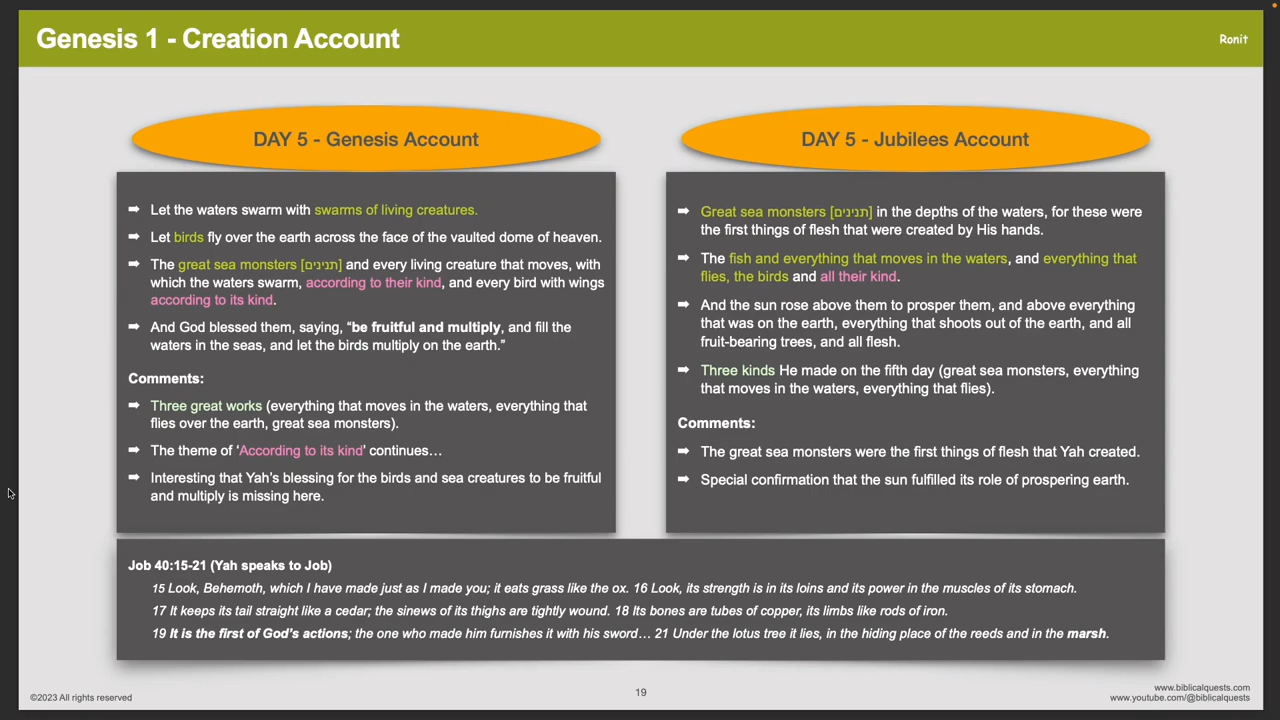 Genesis 1 - Creation Account
Ronit
DAY 5 - Genesis Account
➡ Let the waters swarm with swarms of living creatures.
➡ Let birds fly over the earth across the face of the vaulted dome of heaven.
➡ The great sea monsters [תנינים] and every living creature that moves, with
which the waters swarm, according to their kind, and every bird with wings
according to its kind.
➡ And God blessed them, saying, “be fruitful and multiply, and fill the
waters in the seas, and let the birds multiply on the earth.”
Comments:
➡ Three great works (everything that moves in the waters, everything that
flies over the earth, great sea monsters).
➡ The theme of ‘According to its kind’ continues…
➡ Interesting that Yah’s blessing for the birds and sea creatures to be fruitful
and multiply is missing here.
DAY 5 - Jubilees Account
➡ Great sea monsters [תנינים] in the depths of the waters, for these were
the first things of flesh that were created by His hands.
➡ The fish and everything that moves in the waters, and everything that
flies, the birds and all their kind.
➡ And the sun rose above them to prosper them, and above everything
that was on the earth, everything that shoots out of the earth, and all
fruit-bearing trees, and all flesh.
➡ Three kinds He made on the fifth day (great sea monsters, everything
that moves in the waters, everything that flies).
Comments:
➡ The great sea monsters were the first things of flesh that Yah created.
➡ Special confirmation that the sun fulfilled its role of prospering earth.
Job 40:15-21 (Yah speaks to Job)
15 Look, Behemoth, which I have made just as I made you; it eats grass like the ox. 16 Look, its strength is in its loins and its power in the muscles of its stomach.
17 It keeps its tail straight like a cedar; the sinews of its thighs are tightly wound. 18 Its bones are tubes of copper, its limbs like rods of iron.
19 It is the first of God’s actions; the one who made him furnishes it with his sword… 21 Under the lotus tree it lies, in the hiding place of the reeds and in the marsh.
©2023 All rights reserved
19
www.biblicalquests.com
www.youtube.com/@biblicalquests